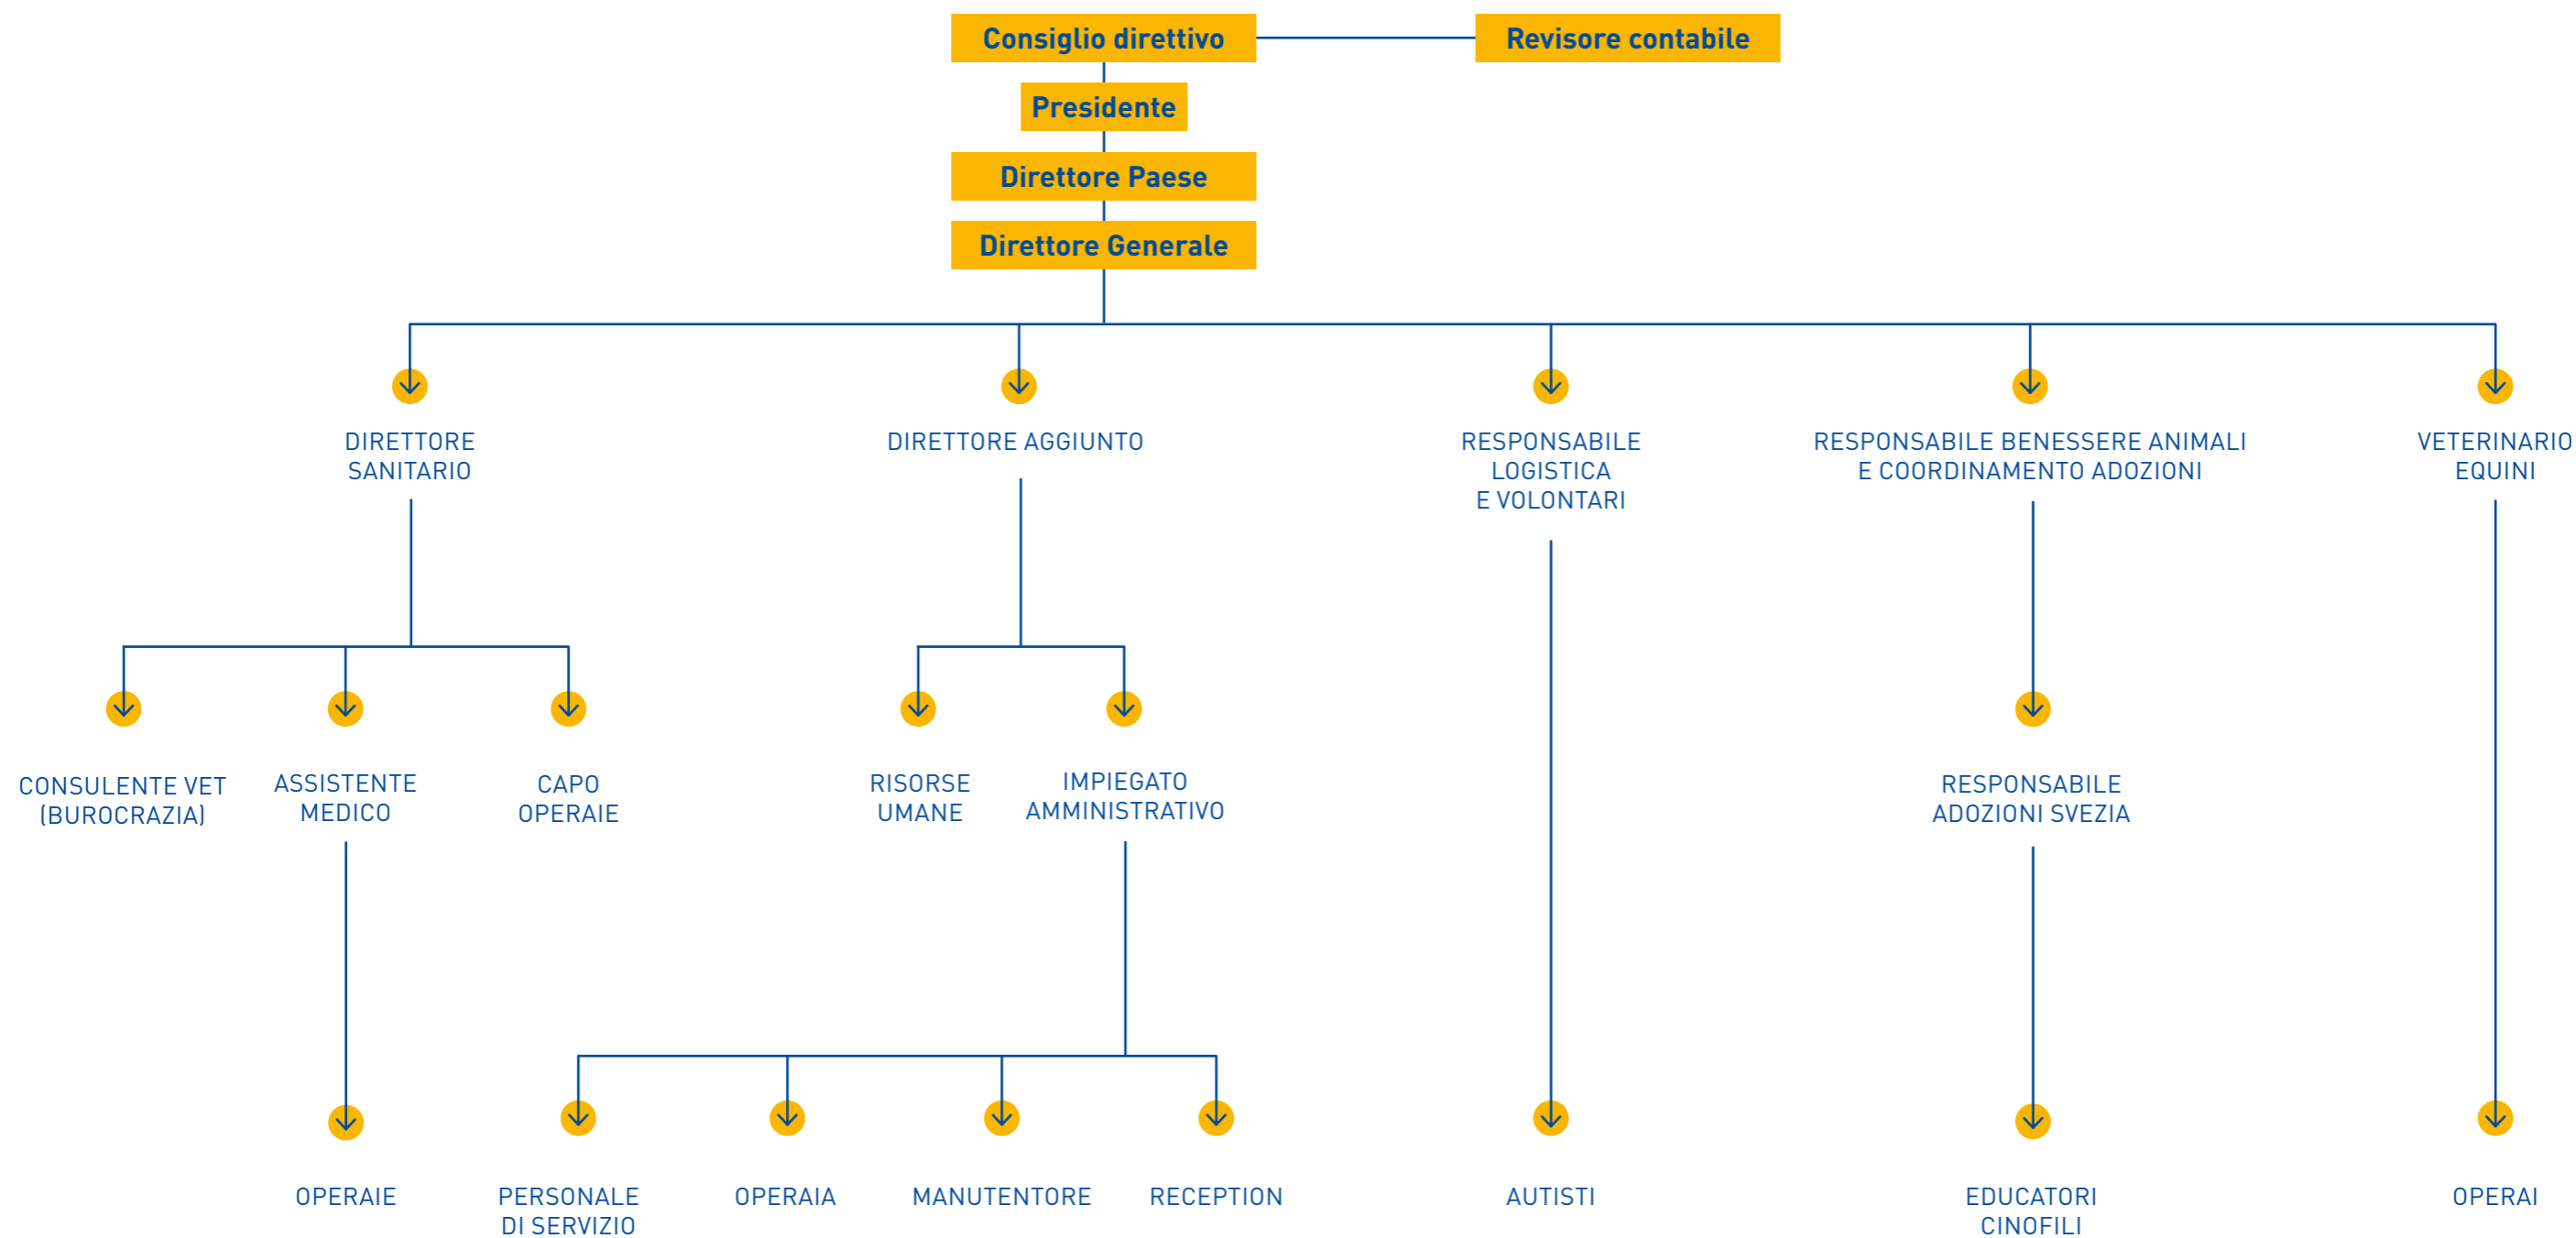 Consiglio direttivo
Revisore contabile
Presidente
Direttore Paese
Direttore Generale
DIRETTORE
SANITARIO
DIRETTORE AGGIUNTO
RESPONSABILE
LOGISTICA
E VOLONTARI
RESPONSABILE BENESSERE ANIMALI
E COORDINAMENTO ADOZIONI
VETERINARIO
EQUINI
CONSULENTE VET
(BUROCRAZIA)
ASSISTENTE
MEDICO
CAPO
OPERAIE
RISORSE
UMANE
IMPIEGATO
AMMINISTRATIVO
RESPONSABILE
ADOZIONI SVEZIA
OPERAIE
PERSONALE
DI SERVIZIO
OPERAIA
MANUTENTORE
RECEPTION
AUTISTI
EDUCATORI
CINOFILI
OPERAI